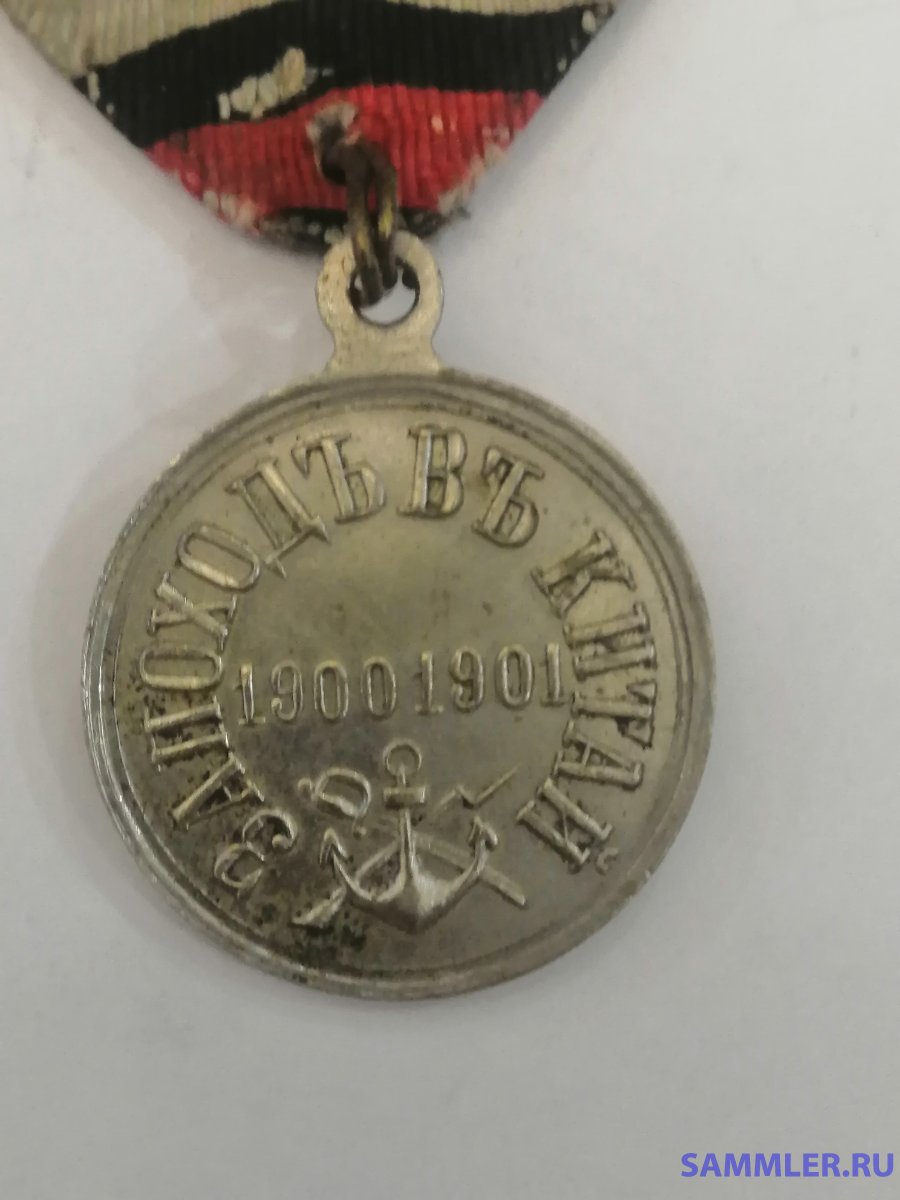 ЗА ПОХОДЪ ВЪ КИТАЙ
1900 1901
SAMMLER.RU